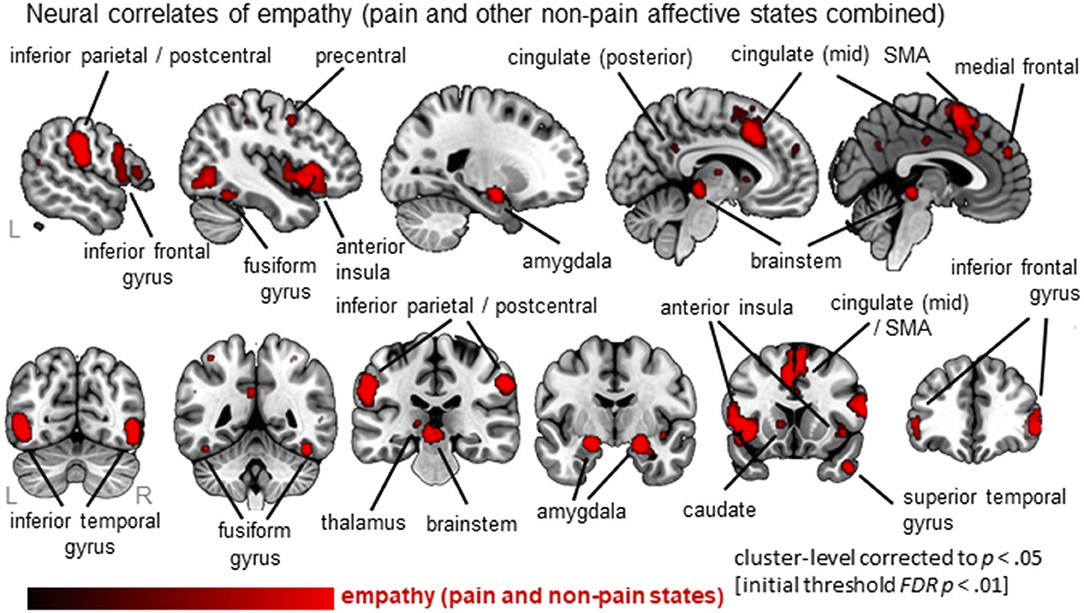 Neural correlates of empathy (pain and other non-pain affective states combined)
inferior parietal / postcentral
precentral
cingulate (posterior)
cingulate (mid)
SMA
medial frontal
L
inferior frontal
gyrus
fusiform
gyrus
anterior
insula
amygdala
brainstem
inferior frontal
gyrus
inferior parietal / postcentral
anterior insula
cingulate (mid)
/ SMA
L
R
inferior temporal
gyrus
fusiform
gyrus
thalamus
brainstem
amygdala
caudate
superior temporal
gyrus
cluster-level corrected to p < .05
[initial threshold FDR p < .01]
empathy (pain and non-pain states)